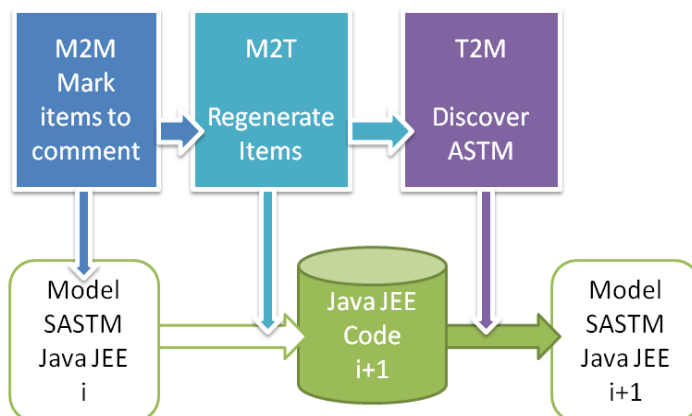 M2M
Mark
items to
comment
M2T
Regenerate
Items
T2M
Discover
ASTM
Model
SASTM
Java JEE
i
Java JEE
Code
i+1
Model
SASTM
Java JEE
i+1